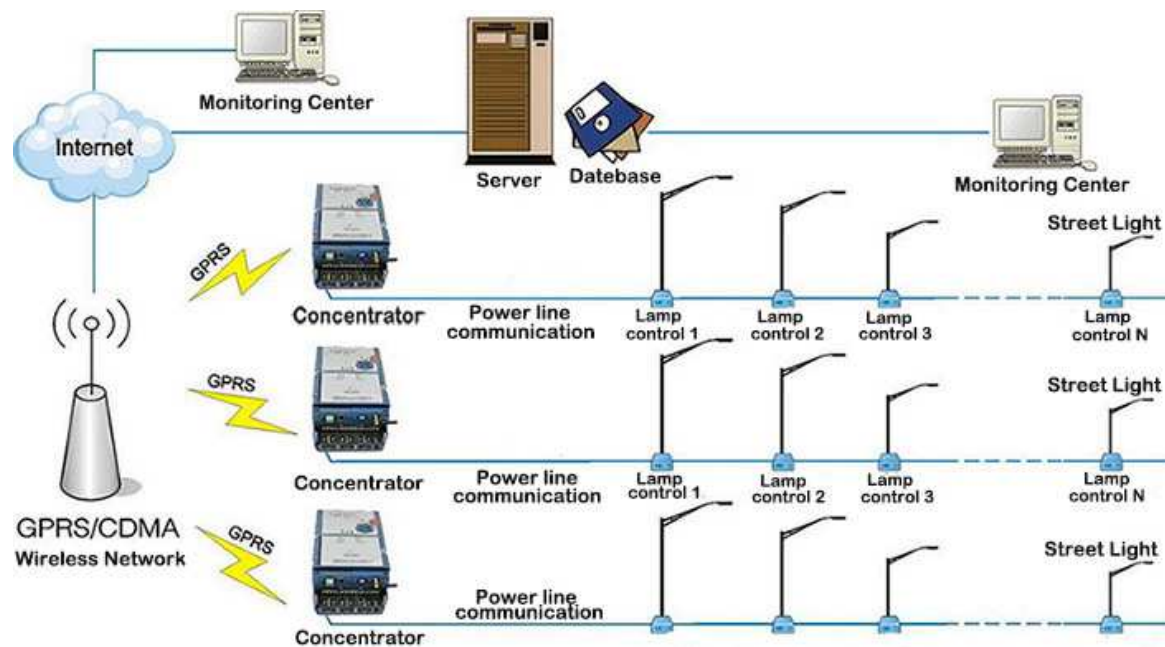 Monitoring Center
Internet
Server
Datebase
Monitoring Center
Street Light
GPRS
Concentrator
Power line
communication
Lamp
control 1
Lamp
control 2
Lamp
control 3
Lamp
control N
GPRS
Street Light
Concentrator
Power line
communication
Lamp
control 1
Lamp
control 2
Lamp
control 3
Lamp
control N
GPRS/CDMA
Wireless Network
GPRS
Street Light
Power line
communication
Concentrator